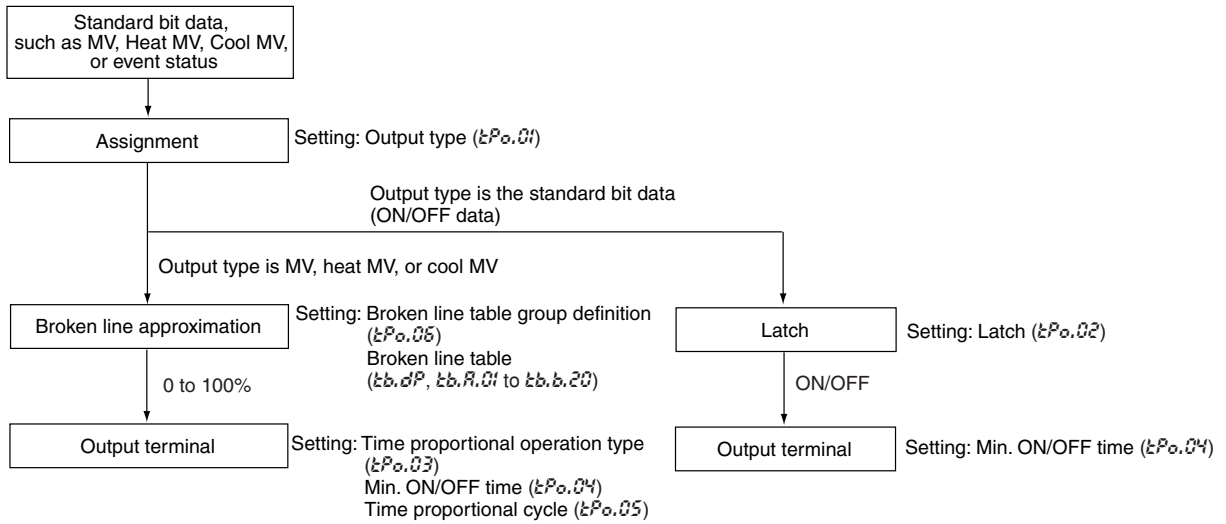 Standard bit data,
such as MV, Heat MV, Cool MV,
or event status
Assignment
Setting: Output type (tPo.01)
Output type is the standard bit data
(ON/OFF data)
Output type is MV, heat MV, or cool MV
Broken line approximation
Setting: Broken line table group definition
(tPo.06)
Broken line table
(tb.dP, tb.A.01 to tb.b.20)
Latch
Setting: Latch (tPo.02)
0 to 100%
ON/OFF
Output terminal
Setting: Time proportional operation type
(tPo.03)
Min. ON/OFF time (tPo.04)
Time proportional cycle (tPo.05)
Output terminal
Setting: Min. ON/OFF time (tPo.04)